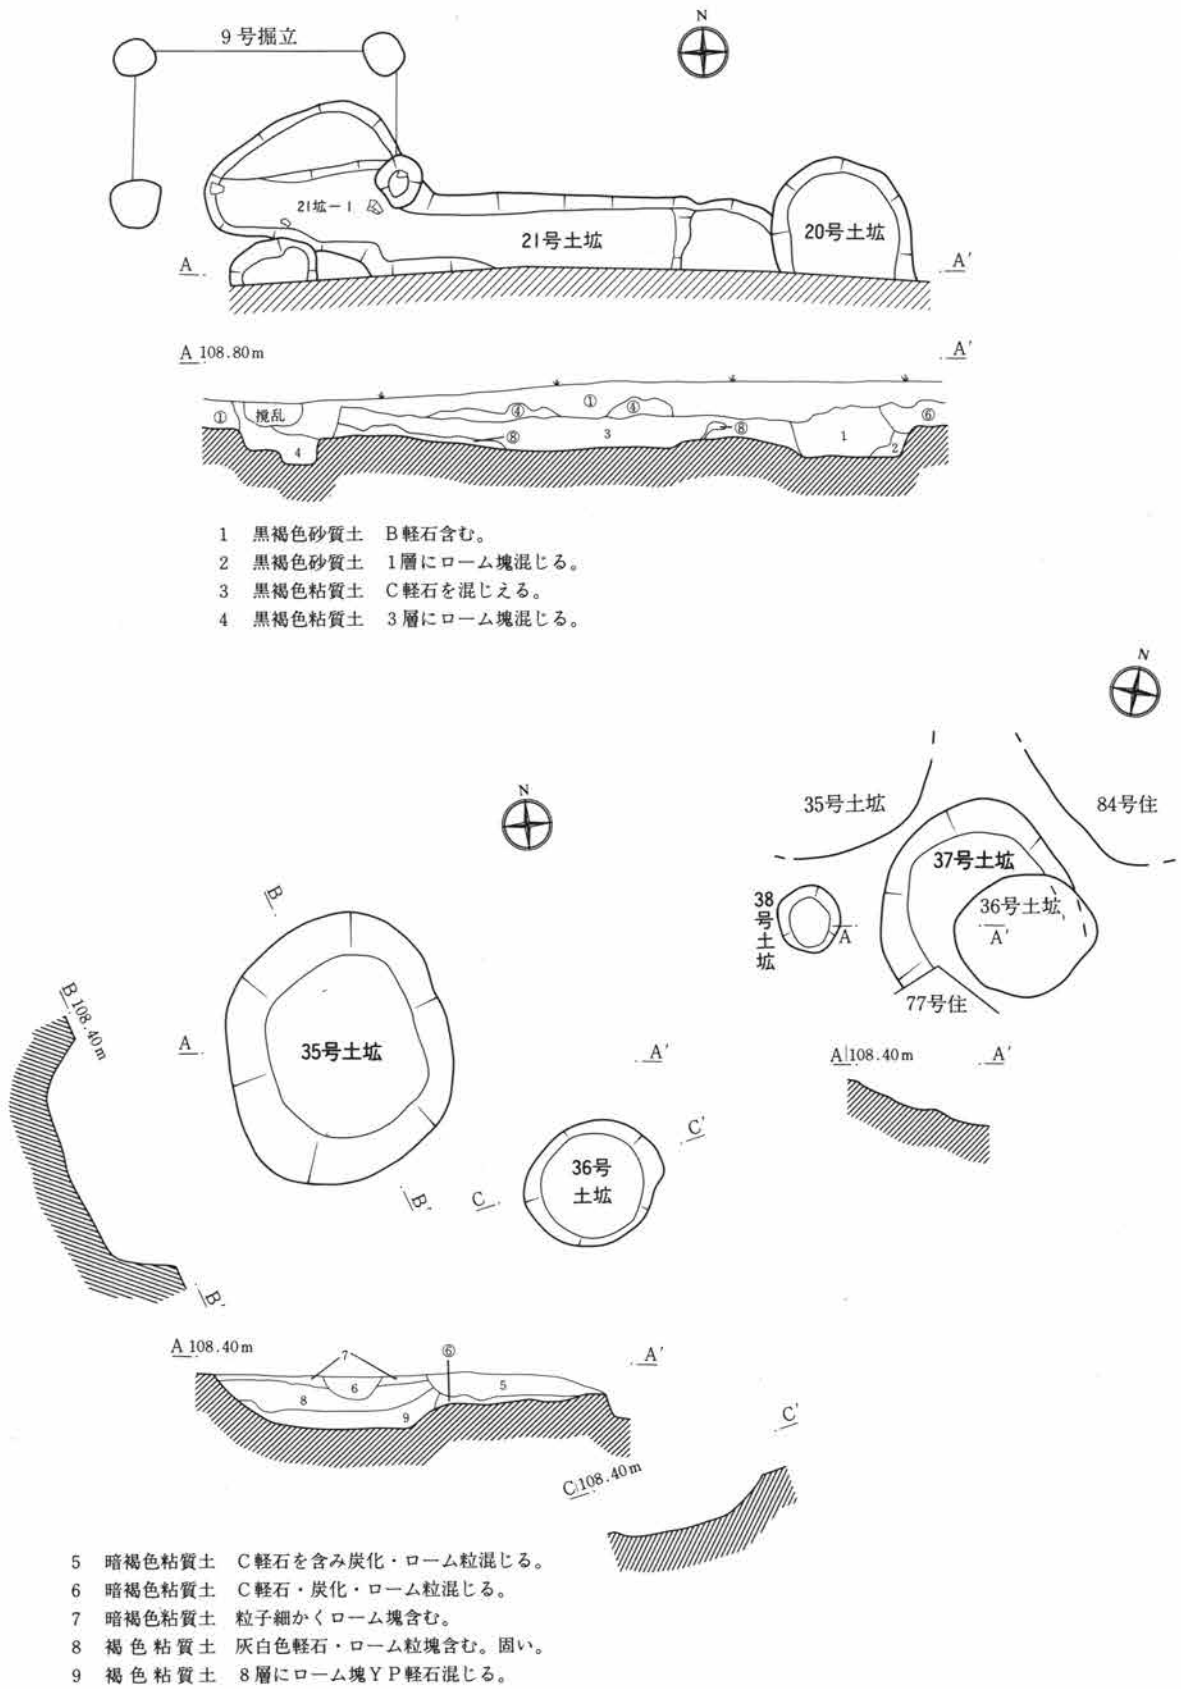 N
9号掘立
21坑-1
21号土坑
20号土坑
A
A′
A 108.80m
A′
①
撹乱
4
④
①
④
⑧
3
⑧
1
2
⑥
1 黒褐色砂質土 B軽石含む。
2 黒褐色砂質土 1層にローム塊混じる。
3 黒褐色粘質土 C軽石を混じえる。
4 黒褐色粘質土 3層にローム塊混じる。
N
35号土坑
84号住
37号土坑
36号土坑
38号土坑
A
A′
77号住
A 108.40m
A′
N
B
B 108.40m
A
35号土坑
A′
C′
36号
土坑
C
B′
B′
A 108.40m
A′
7
⑥
6
5
8
9
C′
C 108.40m
5 暗褐色粘質土 C軽石を含み炭化・ローム粒混じる。
6 暗褐色粘質土 C軽石・炭化・ローム粒混じる。
7 暗褐色粘質土 粒子細かくローム塊含む。
8 褐色粘質土 灰白色軽石・ローム粒塊含む。固い。
9 褐色粘質土 8層にローム塊YP軽石混じる。